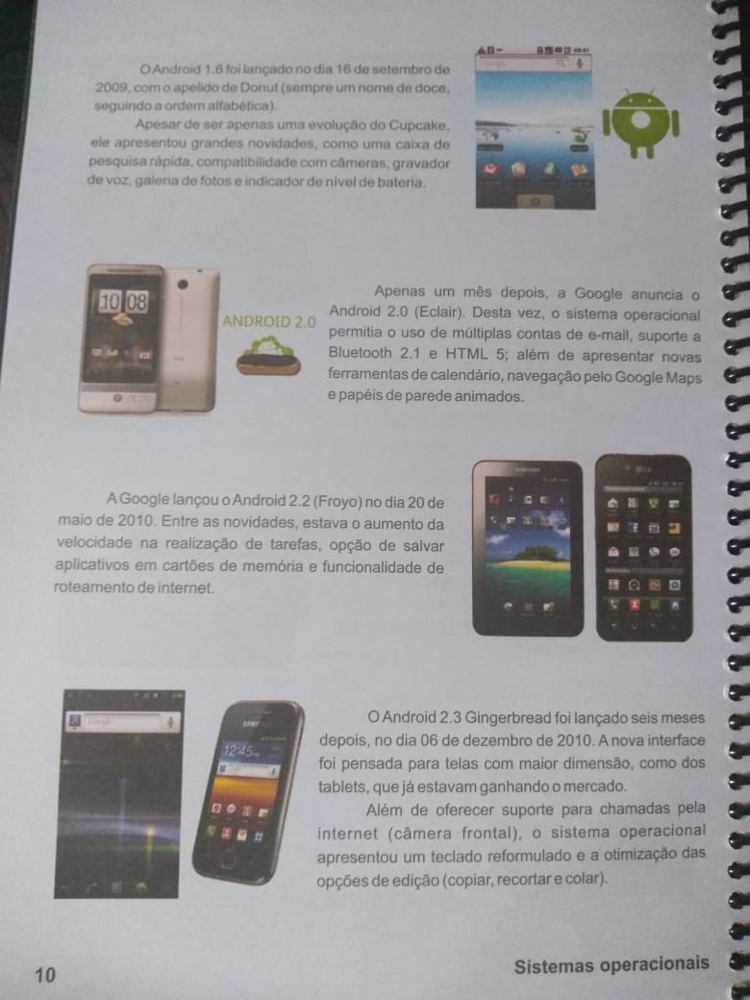 O Android 1.6 foi lançado no dia 16 de setembro de
2009, com o apelido de Donut (sempre um nome de doce,
seguindo a ordem alfabética).
Apesar de ser apenas uma evolução do Cupcake,
ele apresentou grandes novidades, como uma caixa de
pesquisa rápida, compatibilidade com câmeras, gravador
de voz, galeria de fotos e indicador de nível de bateria.
Google
10 08
ANDROID 2.0
Apenas um mês depois, a Google anuncia o
Android 2.0 (Eclair). Desta vez, o sistema operacional
permitia o uso de múltiplas contas de e-mail, suporte a
Bluetooth 2.1 e HTML 5; além de apresentar novas
ferramentas de calendário, navegação pelo Google Maps
e papéis de parede animados.
A Google lançou o Android 2.2 (Froyo) no dia 20 de
maio de 2010. Entre as novidades, estava o aumento da
velocidade na realização de tarefas, opção de salvar
aplicativos em cartões de memória e funcionalidade de
roteamento de internet.
SAMSUNG
LG
Google
SAMSUNG
12:45
O Android 2.3 Gingerbread foi lançado seis meses
depois, no dia 06 de dezembro de 2010. A nova interface
foi pensada para telas com maior dimensão, como dos
tablets, que já estavam ganhando o mercado.
Além de oferecer suporte para chamadas pela
internet (câmera frontal), o sistema operacional
apresentou um teclado reformulado e a otimização das
opções de edição (copiar, recortar e colar).
10
Sistemas operacionais